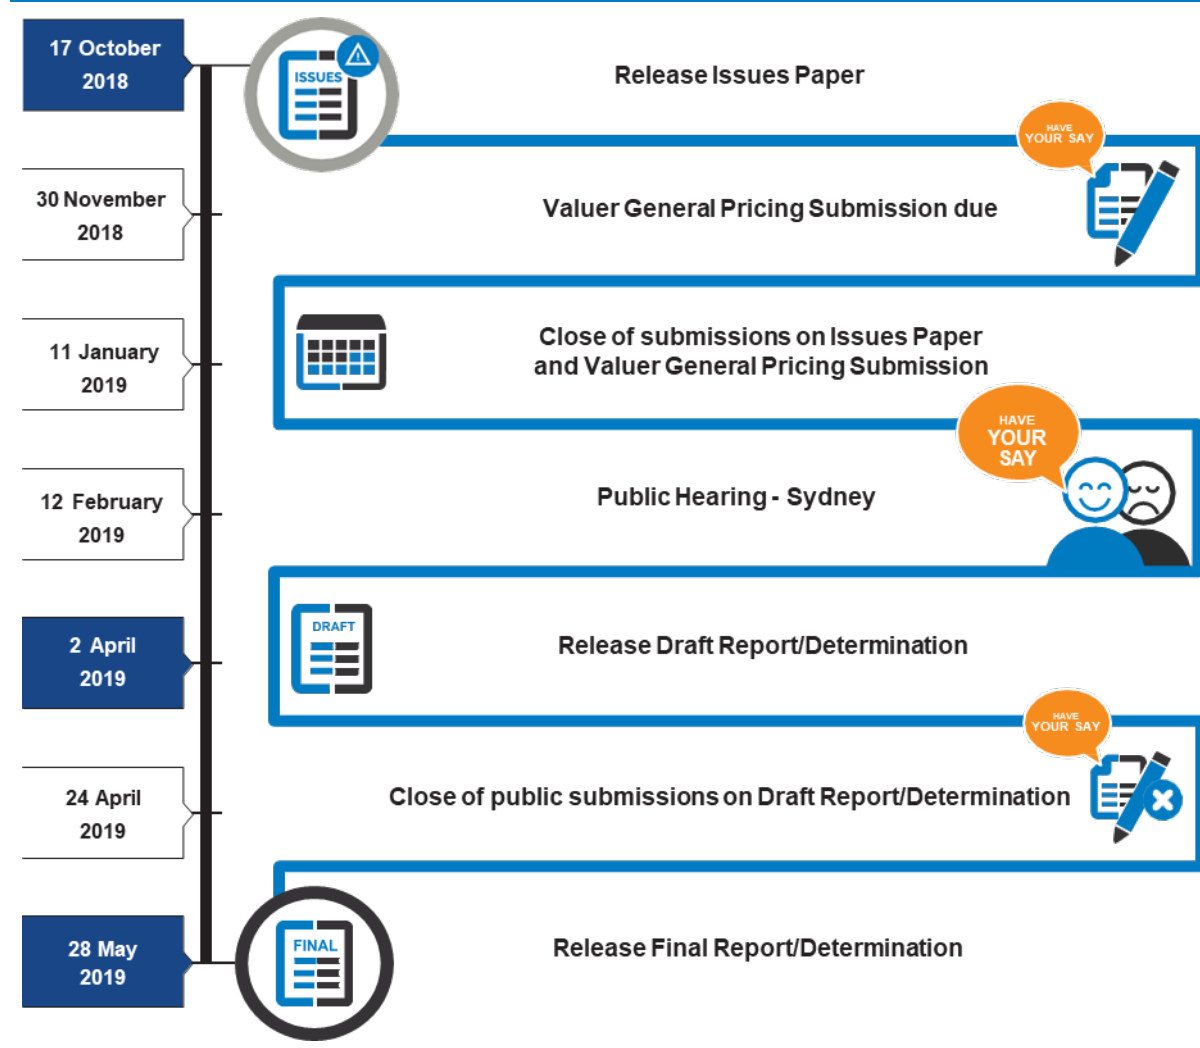 17 October
2018
ISSUES
Release Issues Paper
HAVE
YOUR SAY
30 November
2018
Valuer General Pricing Submission due
11 January
2019
Close of submissions on Issues Paper
and Valuer General Pricing Submission
HAVE
YOUR
SAY
12 February
2019
Public Hearing - Sydney
2 April
2019
DRAFT
Release Draft Report/Determination
HAVE
YOUR SAY
24 April
2019
Close of public submissions on Draft Report/Determination
28 May
2019
FINAL
Release Final Report/Determination